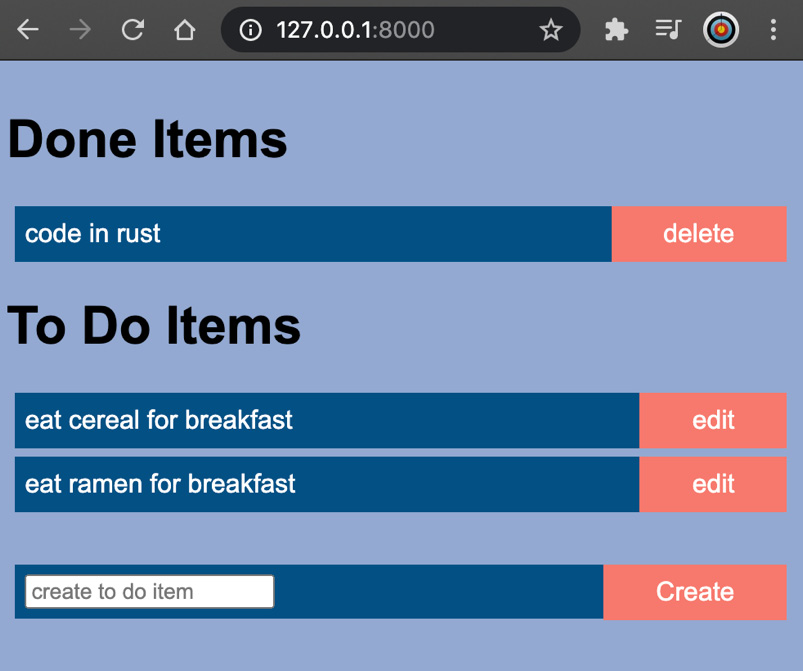 127.0.0.1:8000
Done Items
code in rust delete
To Do Items
eat cereal for breakfast edit
eat ramen for breakfast edit
create to do item Create